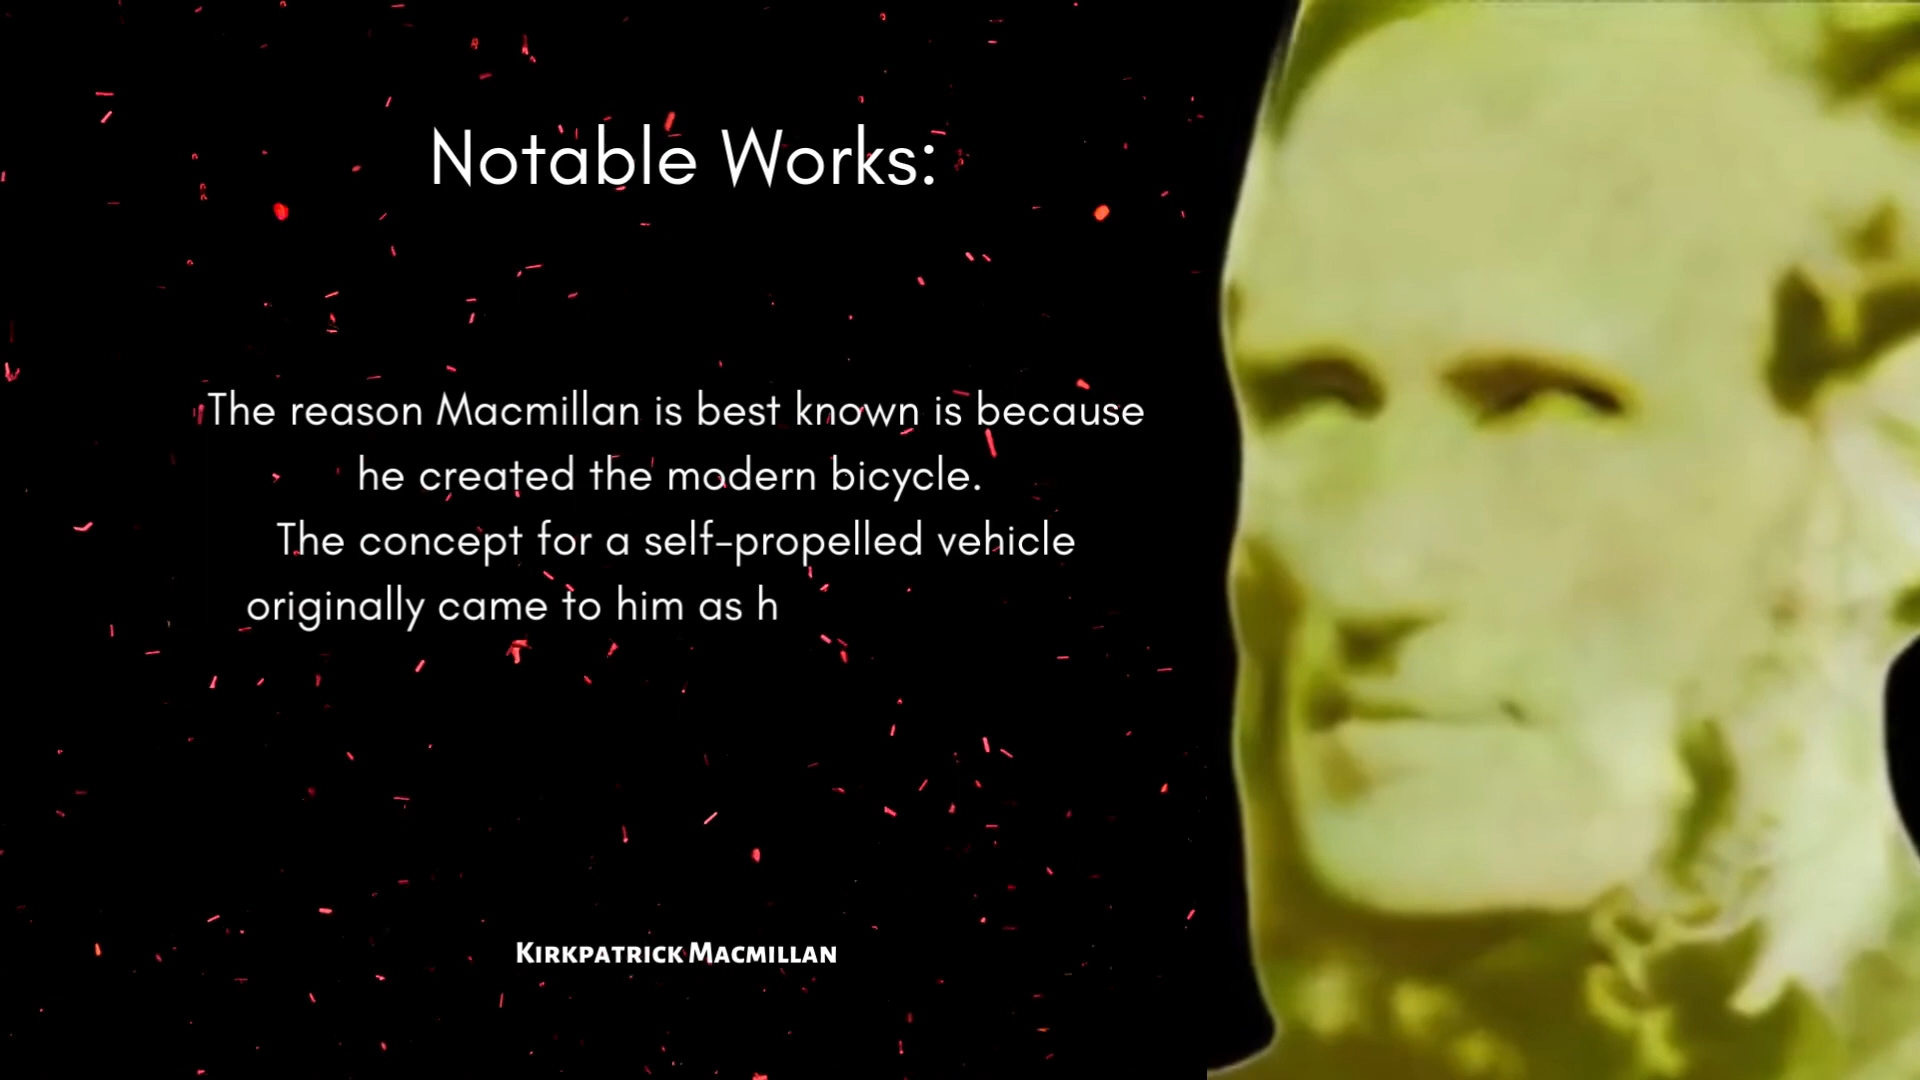 Notable Works:
The reason Macmillan is best known is because
he created the modern bicycle.
The concept for a self-propelled vehicle
originally came to him as h
Kirkpatrick Macmillan